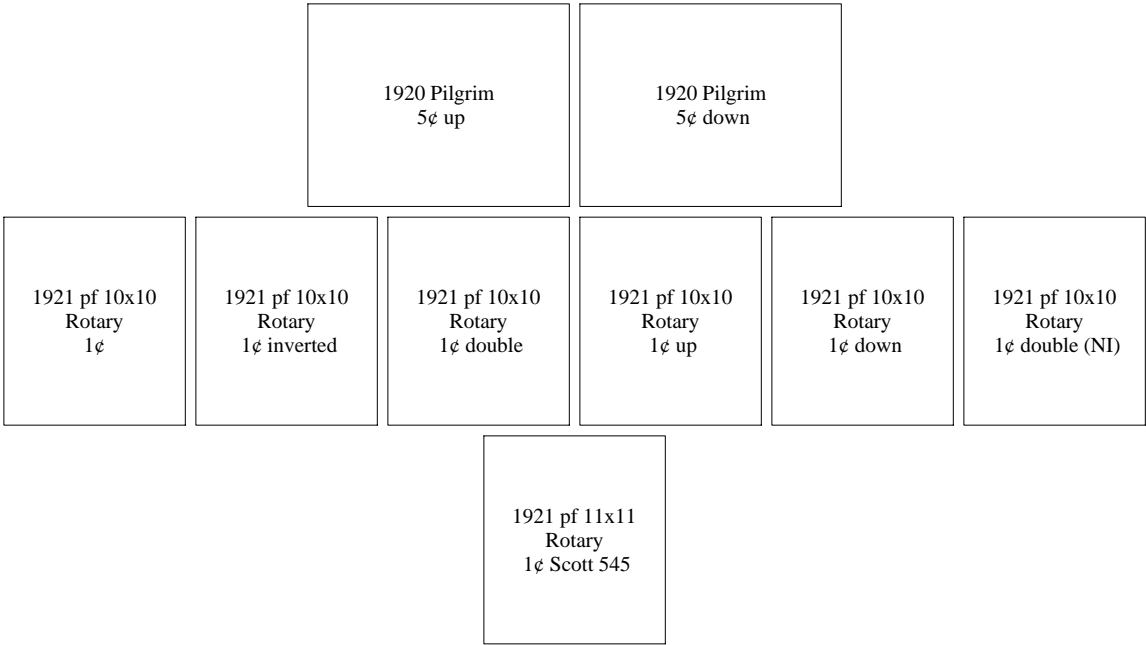 1920 Pilgrim
5¢ up
1920 Pilgrim
5¢ down
1921 pf 10x10
Rotary
1¢
1921 pf 10x10
Rotary
1¢ inverted
1921 pf 10x10
Rotary
1¢ double
1921 pf 10x10
Rotary
1¢ up
1921 pf 10x10
Rotary
1¢ down
1921 pf 10x10
Rotary
1¢ double (NI)
1921 pf 11x11
Rotary
1¢ Scott 545